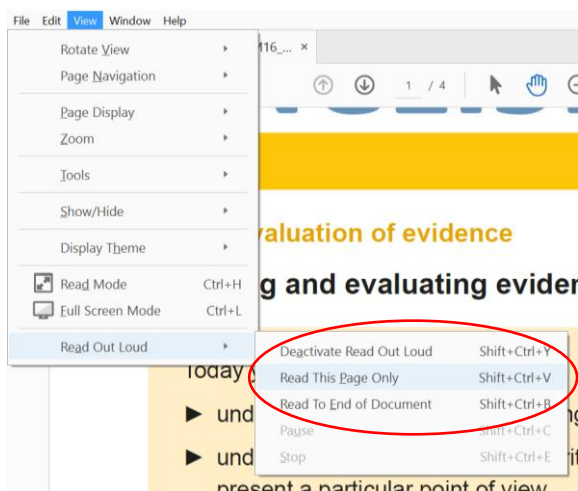 File Edit View Window Help
M16_... ×
Rotate View
Page Navigation
1 / 4
Page Display
Zoom
Tools
Show/Hide
Display Theme
valuation of evidence
Read Mode Ctrl+H
g and evaluating eviden
Full Screen Mode Ctrl+L
Read Out Loud
Deactivate Read Out Loud Shift+Ctrl+Y
Today y
Read This Page Only Shift+Ctrl+V
Read To End of Document Shift+Ctrl+B
► und
Pause Shift+Ctrl+C
► und
Stop Shift+Ctrl+E
present a particular point of view